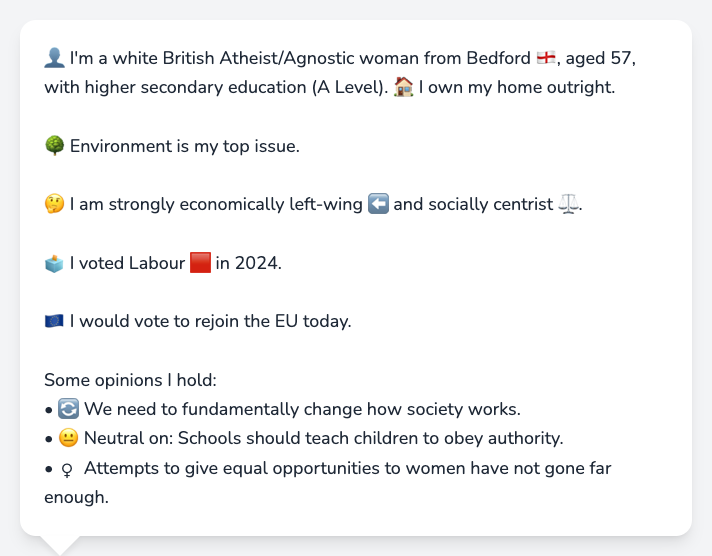 👤 I'm a white British Atheist/Agnostic woman from Bedford 🏴󠁧󠁢󠁥󠁮󠁧󠁿, aged 57,
with higher secondary education (A Level). 🏠 I own my home outright.
🌳 Environment is my top issue.
🤔 I am strongly economically left-wing ⬅️ and socially centrist ⚖️.
🗳️ I voted Labour 🟥 in 2024.
🇪🇺 I would vote to rejoin the EU today.
Some opinions I hold:
• 🔄 We need to fundamentally change how society works.
• 😐 Neutral on: Schools should teach children to obey authority.
• ♀ Attempts to give equal opportunities to women have not gone far
enough.